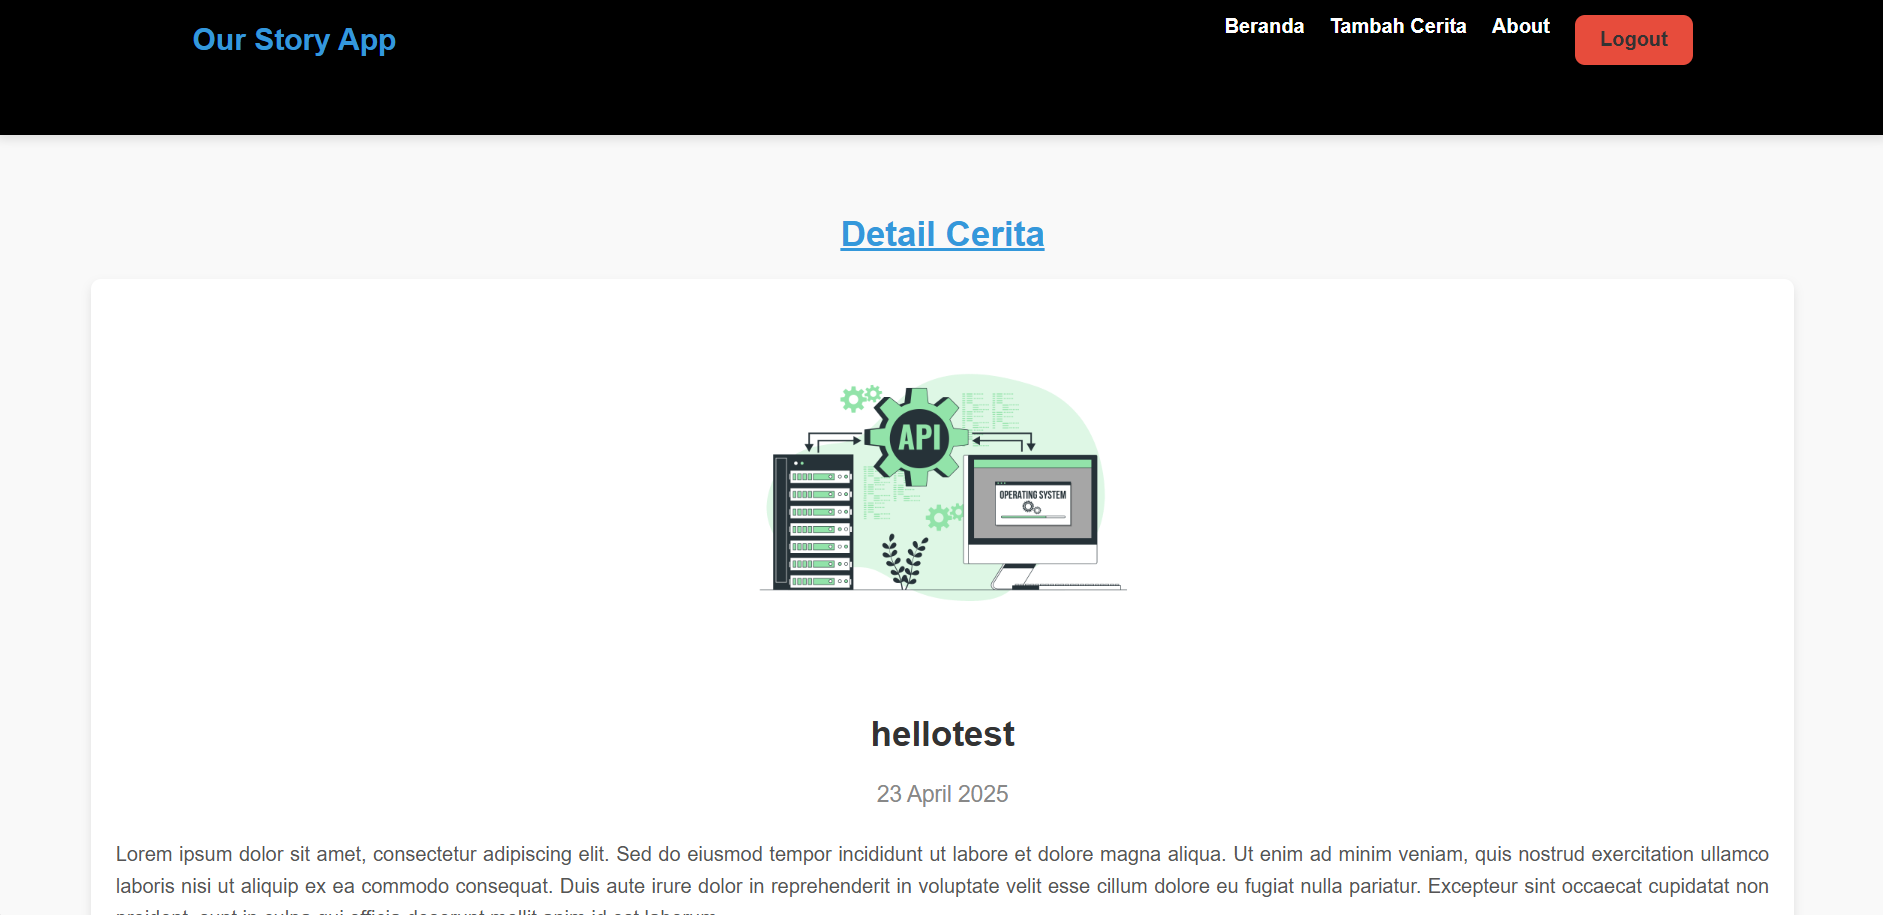 Our Story App
Beranda Tambah Cerita About Logout
Detail Cerita
API
OPERATING SYSTEM
hellotest
23 April 2025
Lorem ipsum dolor sit amet, consectetur adipiscing elit. Sed do eiusmod tempor incididunt ut labore et dolore magna aliqua. Ut enim ad minim veniam, quis nostrud exercitation ullamco
laboris nisi ut aliquip ex ea commodo consequat. Duis aute irure dolor in reprehenderit in voluptate velit esse cillum dolore eu fugiat nulla pariatur. Excepteur sint occaecat cupidatat non